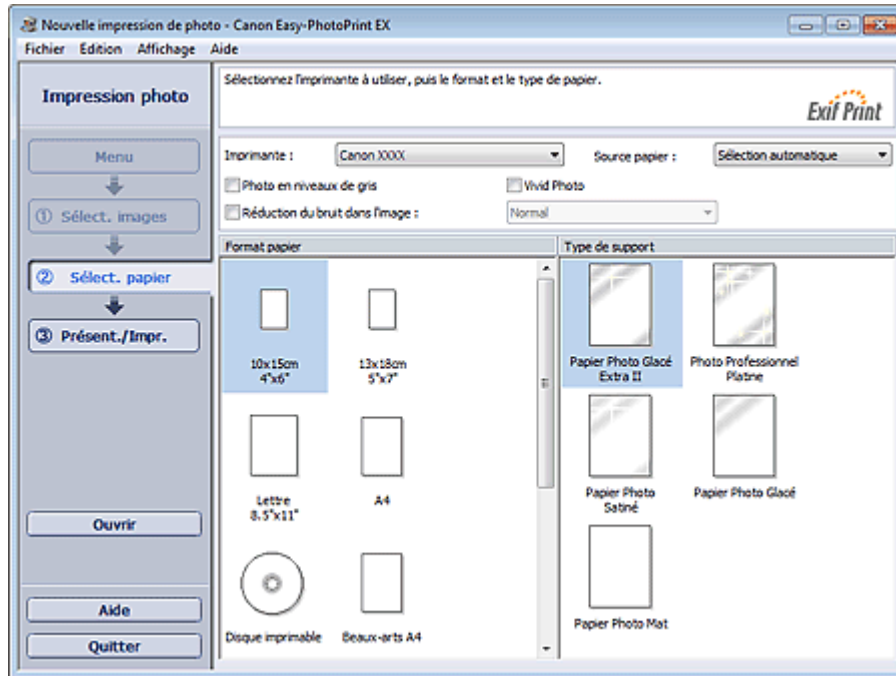 Nouvelle impression de photo - Canon Easy-PhotoPrint EX
Fichier Edition Affichage Aide
Impression photo
Sélectionnez l'imprimante à utiliser, puis le format et le type de papier.
Exif Print
Menu
① Sélect. images
② Sélect. papier
③ Présent./Impr.
Ouvrir
Aide
Quitter
Imprimante : Canon XXXX Source papier : Sélection automatique
Photo en niveaux de gris Vivid Photo
Réduction du bruit dans l'image : Normal
Format papier
10x15cm
4"x6"
13x18cm
5"x7"
Lettre
8.5"x11"
A4
Disque imprimable
Beaux-arts A4
Type de support
Papier Photo Glacé
Extra II
Photo Professionnel
Platine
Papier Photo
Satiné
Papier Photo Glacé
Papier Photo Mat